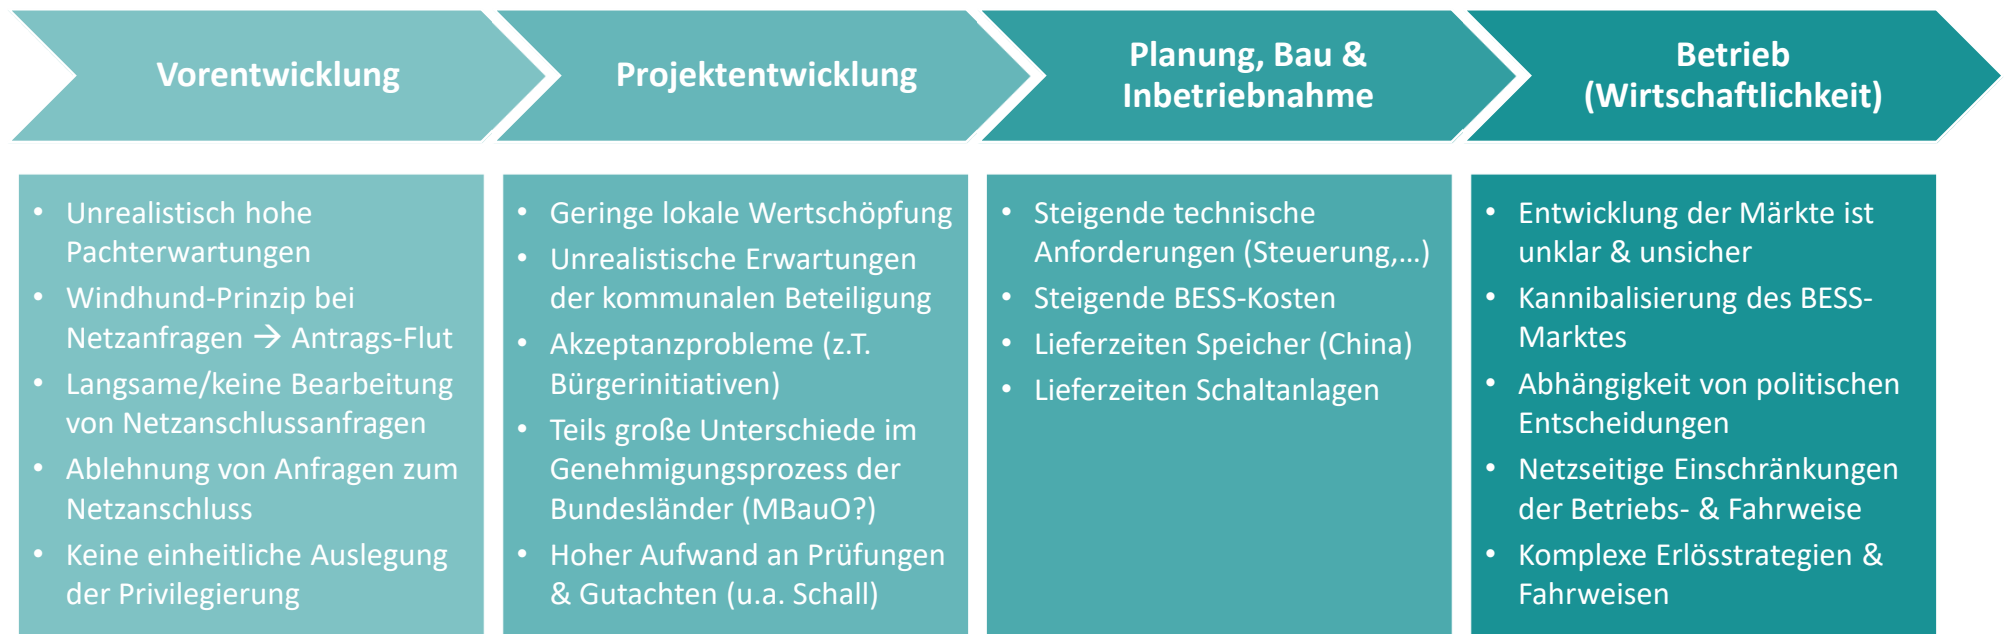 Vorentwicklung
Projektentwicklung
Planung, Bau &
Inbetriebnahme
Betrieb
(Wirtschaftlichkeit)
• Unrealistisch hohe
Pachterwartungen
• Windhund-Prinzip bei
Netzanfragen → Antrags-Flut
• Langsame/keine Bearbeitung
von Netzanschlussanfragen
• Ablehnung von Anfragen zum
Netzanschluss
• Keine einheitliche Auslegung
der Privilegierung
• Geringe lokale Wertschöpfung
• Unrealistische Erwartungen
der kommunalen Beteiligung
• Akzeptanzprobleme (z.T.
Bürgerinitiativen)
• Teils große Unterschiede im
Genehmigungsprozess der
Bundesländer (MBauO?)
• Hoher Aufwand an Prüfungen
& Gutachten (u.a. Schall)
• Steigende technische
Anforderungen (Steuerung,...)
• Steigende BESS-Kosten
• Lieferzeiten Speicher (China)
• Lieferzeiten Schaltanlagen
• Entwicklung der Märkte ist
unklar & unsicher
• Kannibalisierung des BESS-
Marktes
• Abhängigkeit von politischen
Entscheidungen
• Netzseitige Einschränkungen
der Betriebs- & Fahrweise
• Komplexe Erlösstrategien &
Fahrweisen